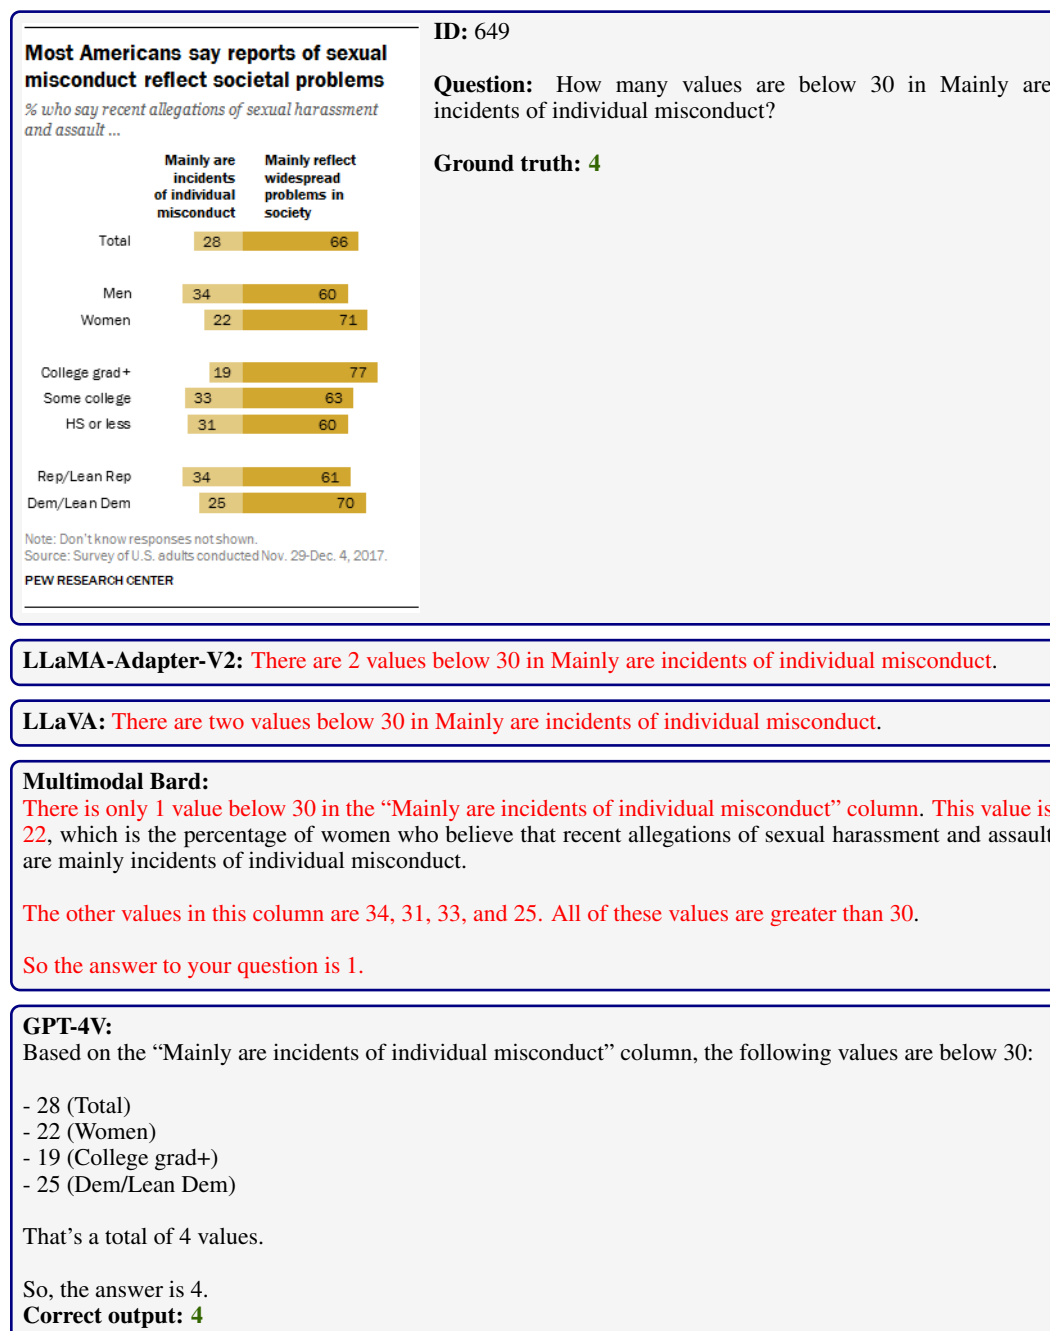 Most Americans say reports of sexual
misconduct reflect societal problems
% who say recent allegations of sexual harassment
and assault ...
Mainly are
incidents
of individual
misconduct
Mainly reflect
widespread
problems in
society
Total 28 66
Men 34 60
Women 22 71
College grad+ 19 77
Some college 33 63
HS or less 31 60
Rep/Lean Rep 34 61
Dem/Lean Dem 25 70
Note: Don't know responses not shown.
Source: Survey of U.S. adults conducted Nov. 29-Dec. 4, 2017.
PEW RESEARCH CENTER
ID: 649
Question: How many values are below 30 in Mainly are
incidents of individual misconduct?
Ground truth: 4
LLaMA-Adapter-V2: There are 2 values below 30 in Mainly are incidents of individual misconduct.
LLaVA: There are two values below 30 in Mainly are incidents of individual misconduct.
Multimodal Bard:
There is only 1 value below 30 in the “Mainly are incidents of individual misconduct” column. This value is
22, which is the percentage of women who believe that recent allegations of sexual harassment and assault
are mainly incidents of individual misconduct.
The other values in this column are 34, 31, 33, and 25. All of these values are greater than 30.
So the answer to your question is 1.
GPT-4V:
Based on the “Mainly are incidents of individual misconduct” column, the following values are below 30:
- 28 (Total)
- 22 (Women)
- 19 (College grad+)
- 25 (Dem/Lean Dem)
That’s a total of 4 values.
So, the answer is 4.
Correct output: 4